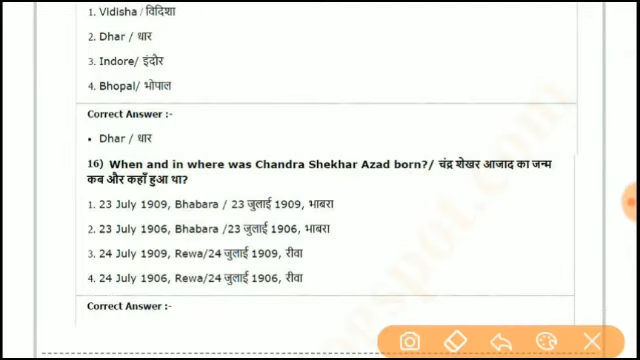 1. Vidisha / विदिशा
2. Dhar / धार
3. Indore/ इंदौर
4. Bhopal/ भोपाल
Correct Answer :-
• Dhar / धार
16) When and in where was Chandra Shekhar Azad born?/ चंद्र शेखर आजाद का जन्म
कब और कहाँ हुआ था?
1. 23 July 1909, Bhabara / 23 जुलाई 1909, भाबरा
2. 23 July 1906, Bhabara /23 जुलाई 1906, भाबरा
3. 24 July 1909, Rewa/24 जुलाई 1909, रीवा
4. 24 July 1906, Rewa/24 जुलाई 1906, रीवा
Correct Answer :-